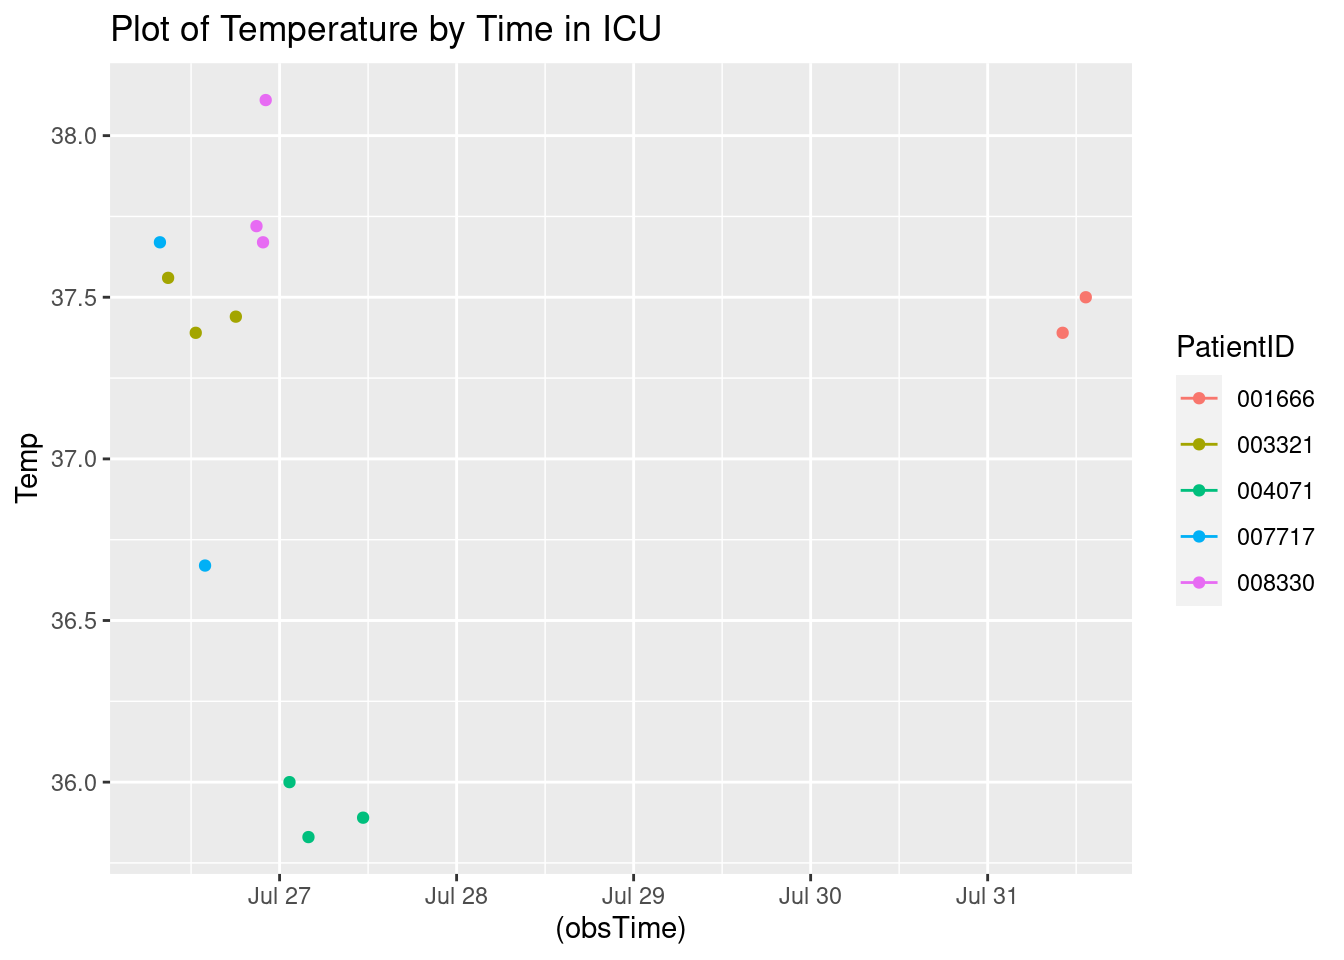 Plot of Temperature by Time in ICU
38.0
37.5
37.0
36.5
36.0
Temp
Jul 27 Jul 28 Jul 29 Jul 30 Jul 31
(obsTime)
PatientID
001666
003321
004071
007717
008330